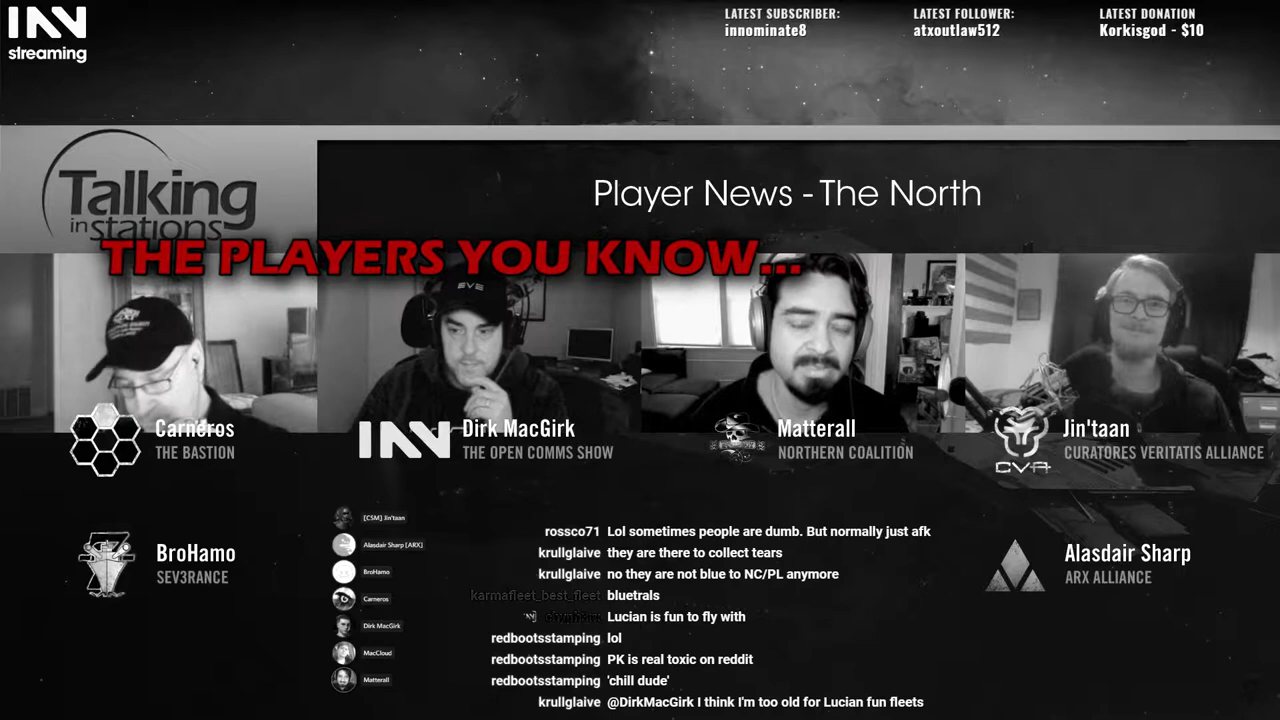 INN
streaming
LATEST SUBSCRIBER:
innominate8
LATEST FOLLOWER:
atxoutlaw512
LATEST DONATION
Korkisgod - $10
Talking
in stations
Player News - The North
THE PLAYERS YOU KNOW...
EVE
Carneros
THE BASTION
INN
Dirk MacGirk
THE OPEN COMMS SHOW
Matterall
NORTHERN COALITION
CVA
Jin'taan
CURATORES VERITATIS ALLIANCE
BroHamo
SEV3RANCE
[CSM] Jin'taan
Alasdair Sharp [ARX]
BroHamo
Carneros
Dirk MacGirk
MacCloud
Matterall
rossco71 Lol sometimes people are dumb. But normally just afk
krullglaive they are there to collect tears
krullglaive no they are not blue to NC/PL anymore
karmafleet_best_fleet bluetrals
Lucian is fun to fly with
redbootsstamping lol
redbootsstamping PK is real toxic on reddit
redbootsstamping 'chill dude'
krullglaive @DirkMacGirk I think I'm too old for Lucian fun fleets
Alasdair Sharp
ARX ALLIANCE